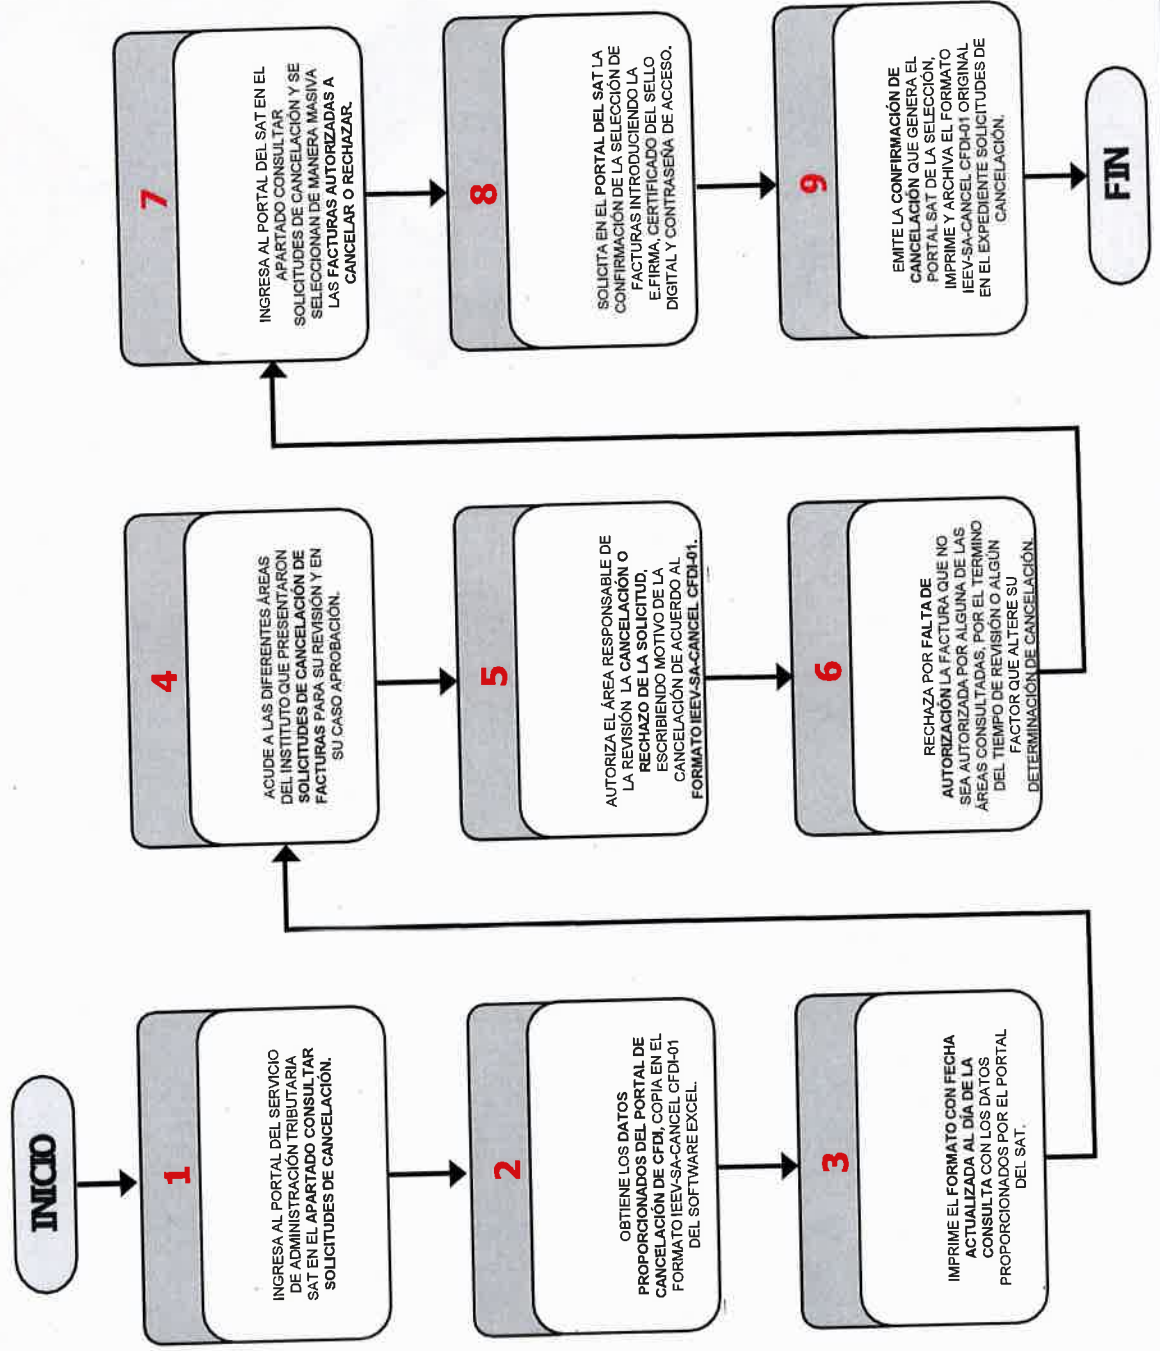 INICIO
1
INGRESA AL PORTAL DEL SERVICIO
DE ADMINISTRACIÓN TRIBUTARIA
SAT EN EL APARTADO CONSULTAR
SOLICITUDES DE CANCELACIÓN.
2
OBTIENE LOS DATOS
PROPORCIONADOS DEL PORTAL DE
CANCELACIÓN DE CFDI, COPIA EN EL
FORMATO IEEV-SA-CANCEL CFDI-01
DEL SOFTWARE EXCEL.
3
IMPRIME EL FORMATO CON FECHA
ACTUALIZADA AL DÍA DE LA
CONSULTA CON LOS DATOS
PROPORCIONADOS POR EL PORTAL
DEL SAT.
4
ACUDE A LAS DIFERENTES ÁREAS
DEL INSTITUTO QUE PRESENTARON
SOLICITUDES DE CANCELACIÓN DE
FACTURAS PARA SU REVISIÓN Y EN
SU CASO APROBACIÓN.
5
AUTORIZA EL ÁREA RESPONSABLE DE
LA REVISIÓN LA CANCELACIÓN O
RECHAZO DE LA SOLICITUD,
ESCRIBIENDO MOTIVO DE LA
CANCELACIÓN DE ACUERDO AL
FORMATO IEEV-SA-CANCEL CFDI-01.
6
RECHAZA POR FALTA DE
AUTORIZACIÓN LA FACTURA QUE NO
SEA AUTORIZADA POR ALGUNA DE LAS
ÁREAS CONSULTADAS, POR EL TERMINO
DEL TIEMPO DE REVISIÓN O ALGÚN
FACTOR QUE ALTERE SU
DETERMINACIÓN DE CANCELACIÓN.
7
INGRESA AL PORTAL DEL SAT EN EL
APARTADO CONSULTAR
SOLICITUDES DE CANCELACIÓN Y SE
SELECCIONAN DE MANERA MASIVA
LAS FACTURAS AUTORIZADAS A
CANCELAR O RECHAZAR.
8
SOLICITA EN EL PORTAL DEL SAT LA
CONFIRMACIÓN DE LA SELECCIÓN DE
FACTURAS INTRODUCIENDO LA
E.FIRMA, CERTIFICADO DEL SELLO
DIGITAL Y CONTRASEÑA DE ACCESO.
9
EMITE LA CONFIRMACIÓN DE
CANCELACIÓN QUE GENERA EL
PORTAL SAT DE LA SELECCIÓN,
IMPRIME Y ARCHIVA EL FORMATO
IEEV-SA-CANCEL CFDI-01 ORIGINAL
EN EL EXPEDIENTE SOLICITUDES DE
CANCELACIÓN.
FIN